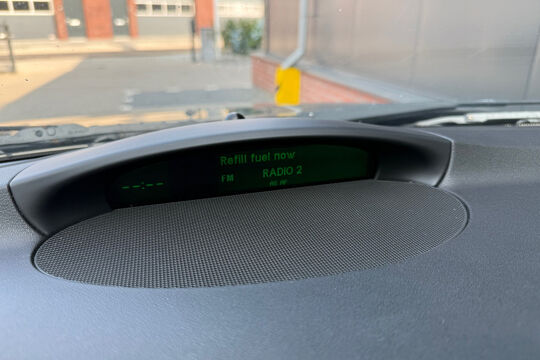 Refill fuel now
--:--
FM RADIO 2